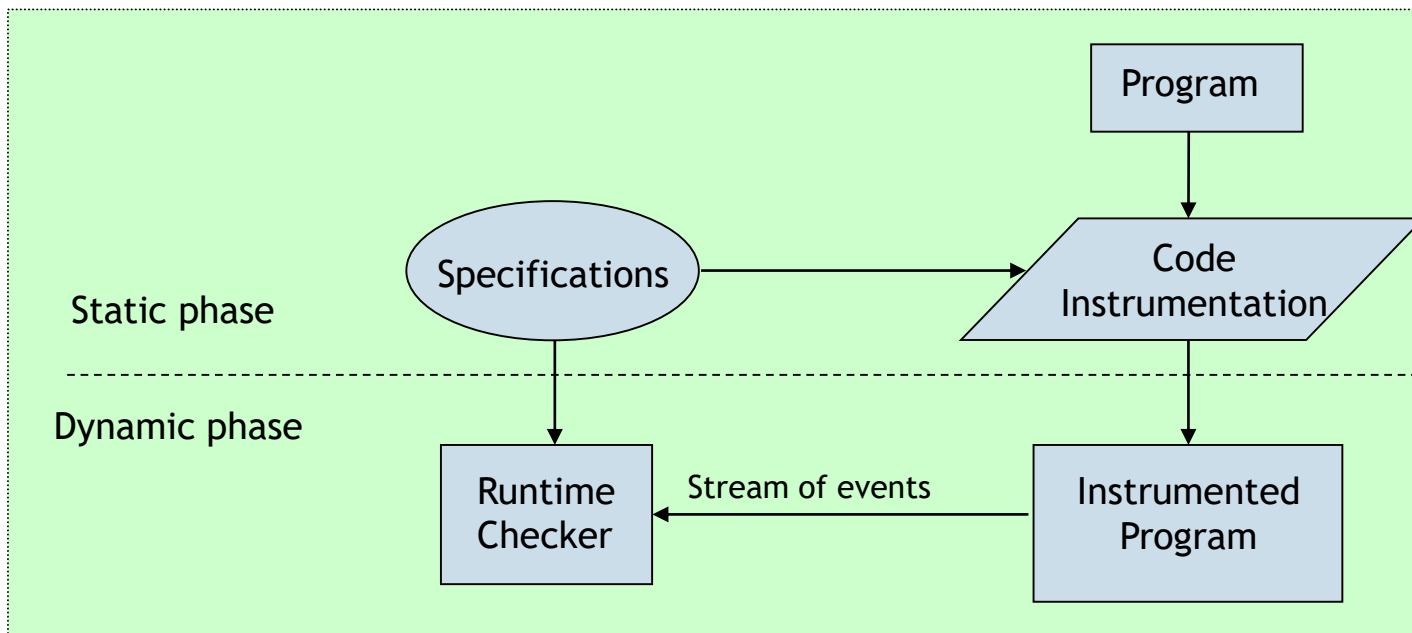 Program
Specifications
Code
Instrumentation
Static phase
Dynamic phase
Runtime
Checker
Stream of events
Instrumented
Program